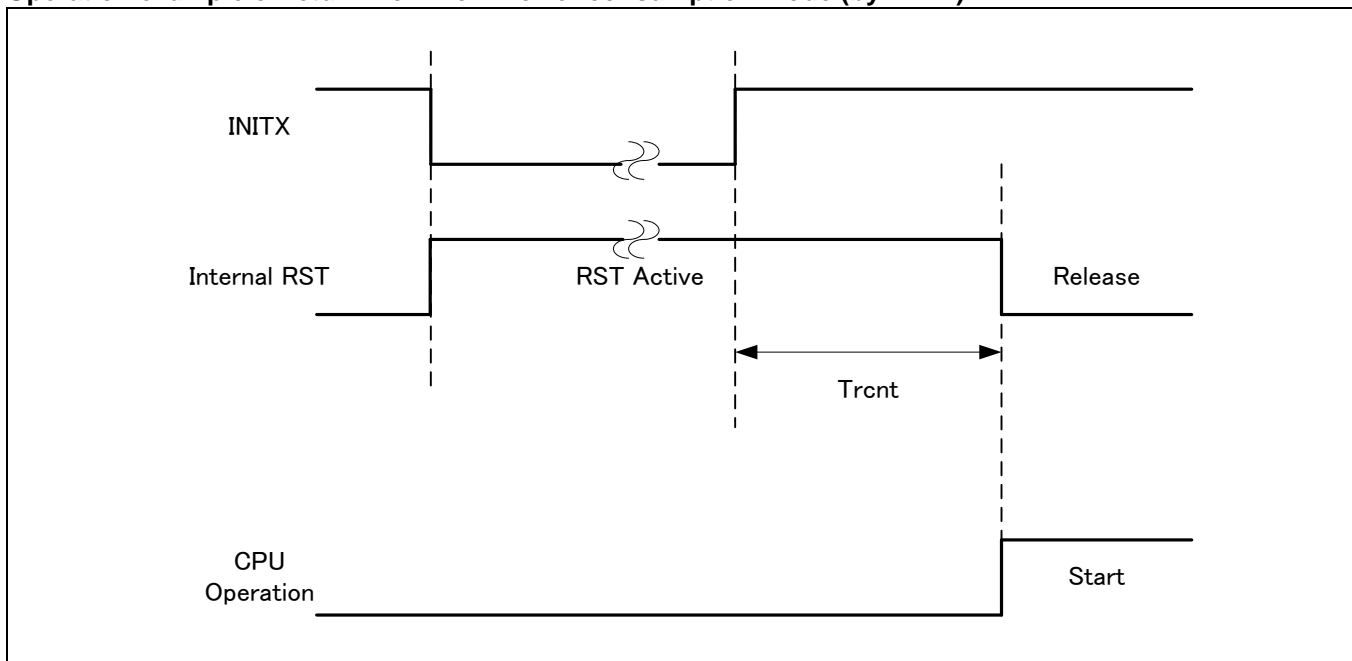 INITX
Internal RST
RST Active
Release
Trcnt
CPU
Operation
Start